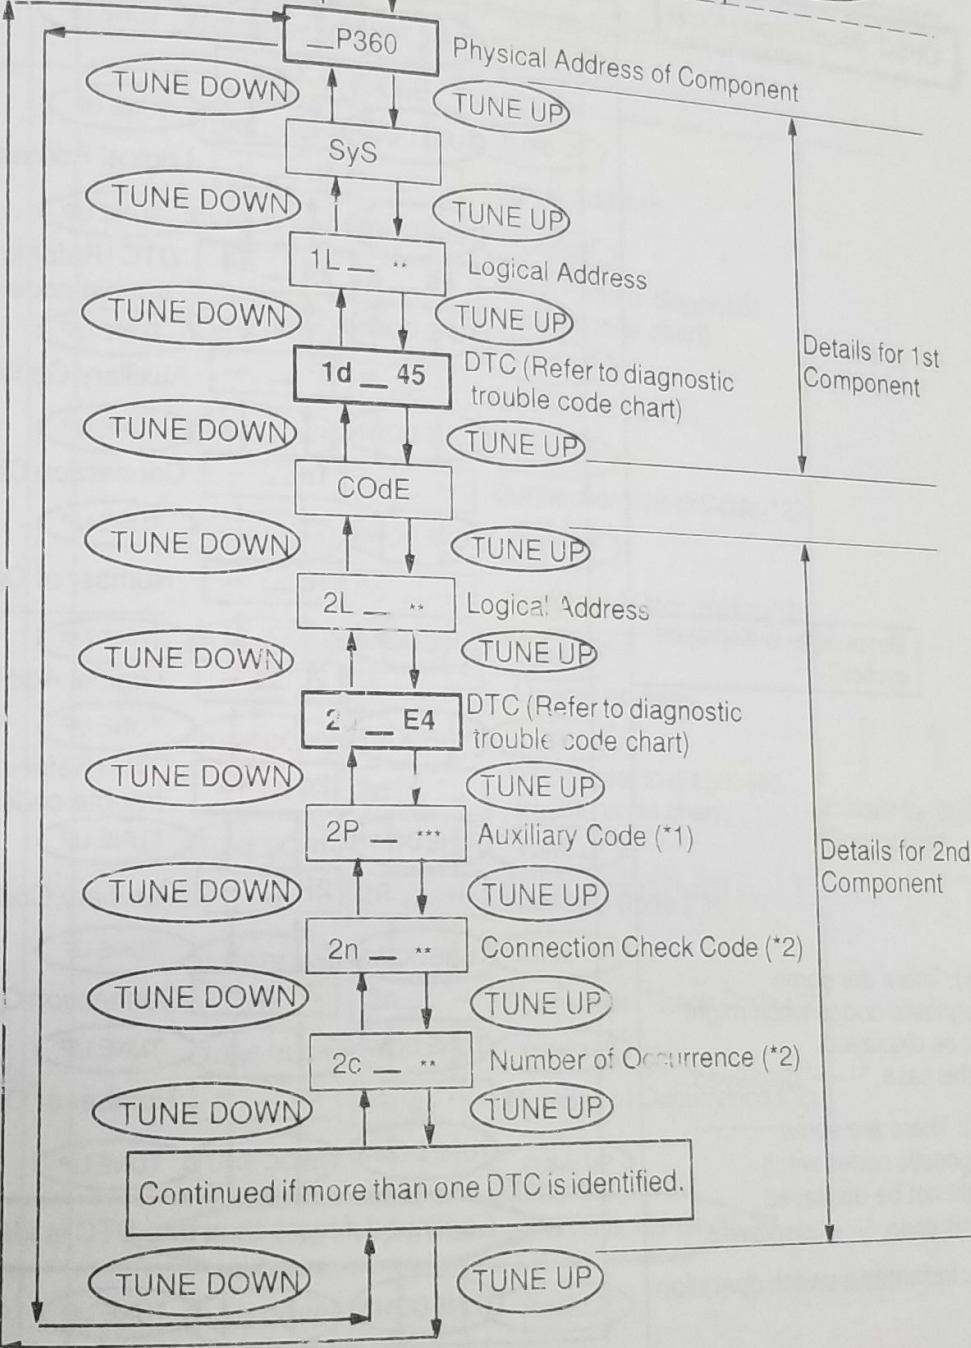 _P360
Physical Address of Component
TUNE DOWN
TUNE UP
SyS
TUNE DOWN
TUNE UP
1L _ **
Logical Address
TUNE DOWN
TUNE UP
1d _ 45
DTC (Refer to diagnostic
trouble code chart)
Details for 1st
Component
TUNE DOWN
TUNE UP
COdE
TUNE DOWN
TUNE UP
2L _ **
Logical Address
TUNE DOWN
TUNE UP
_ E4
DTC (Refer to diagnostic
trouble code chart)
TUNE DOWN
TUNE UP
2P _ ***
Auxiliary Code (*1)
Details for 2nd
Component
TUNE DOWN
TUNE UP
2n _ **
Connection Check Code (*2)
TUNE DOWN
TUNE UP
2c _ **
Number of Occurrence (*2)
TUNE DOWN
TUNE UP
Continued if more than one DTC is identified.
TUNE DOWN
TUNE UP